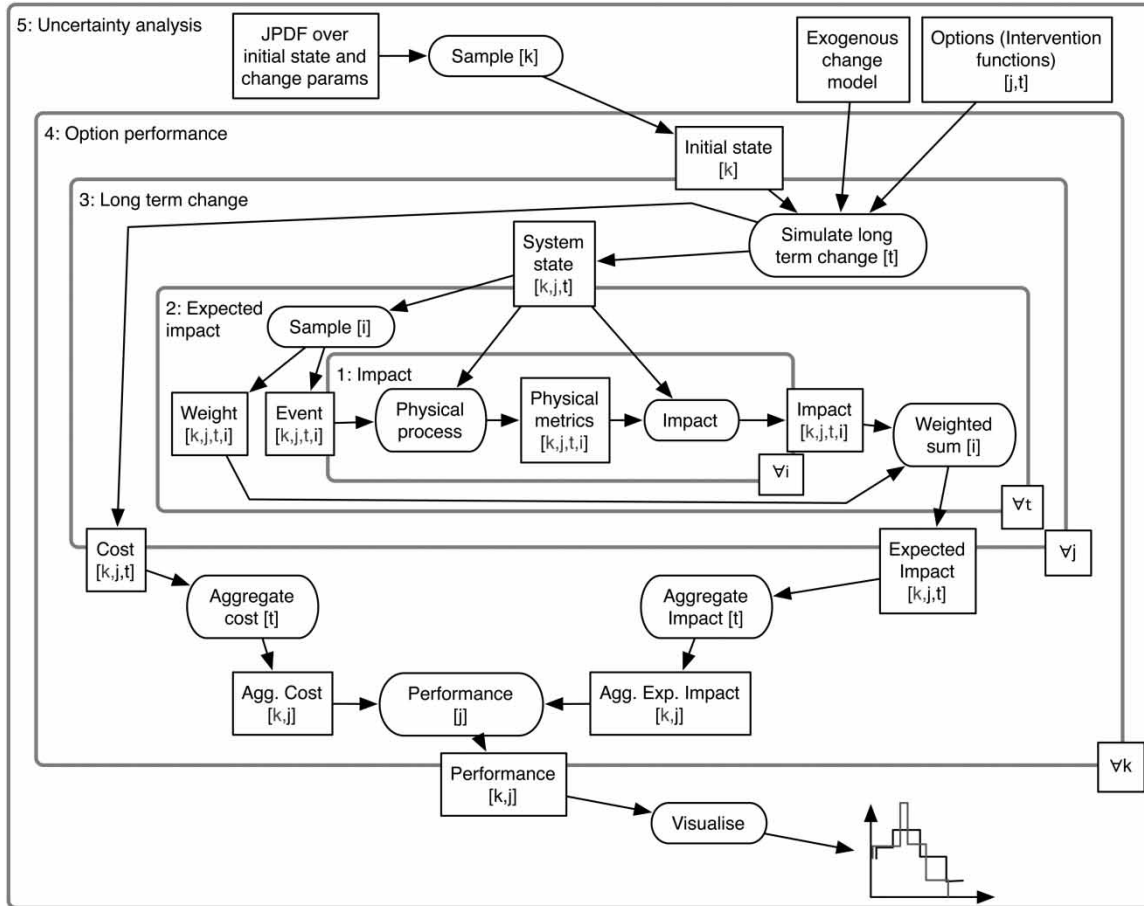 5: Uncertainty analysis
JPDF over
initial state and
change params
Sample [k]
Exogenous
change
model
Options (Intervention
functions)
[j,t]
4: Option performance
Initial state
[k]
3: Long term change
Simulate long
term change [t]
System
state
[k,j,t]
2: Expected
impact
Sample [i]
1: Impact
Weight
[k,j,t,i]
Event
[k,j,t,i]
Physical
process
Physical
metrics
[k,j,t,i]
Impact
Impact
[k,j,t,i]
Weighted
sum [i]
∀i
∀t
∀j
Cost
[k,j,t]
Expected
Impact
[k,j,t]
Aggregate
cost [t]
Aggregate
Impact [t]
Agg. Cost
[k,j]
Performance
[j]
Agg. Exp. Impact
[k,j]
∀k
Performance
[k,j]
Visualise